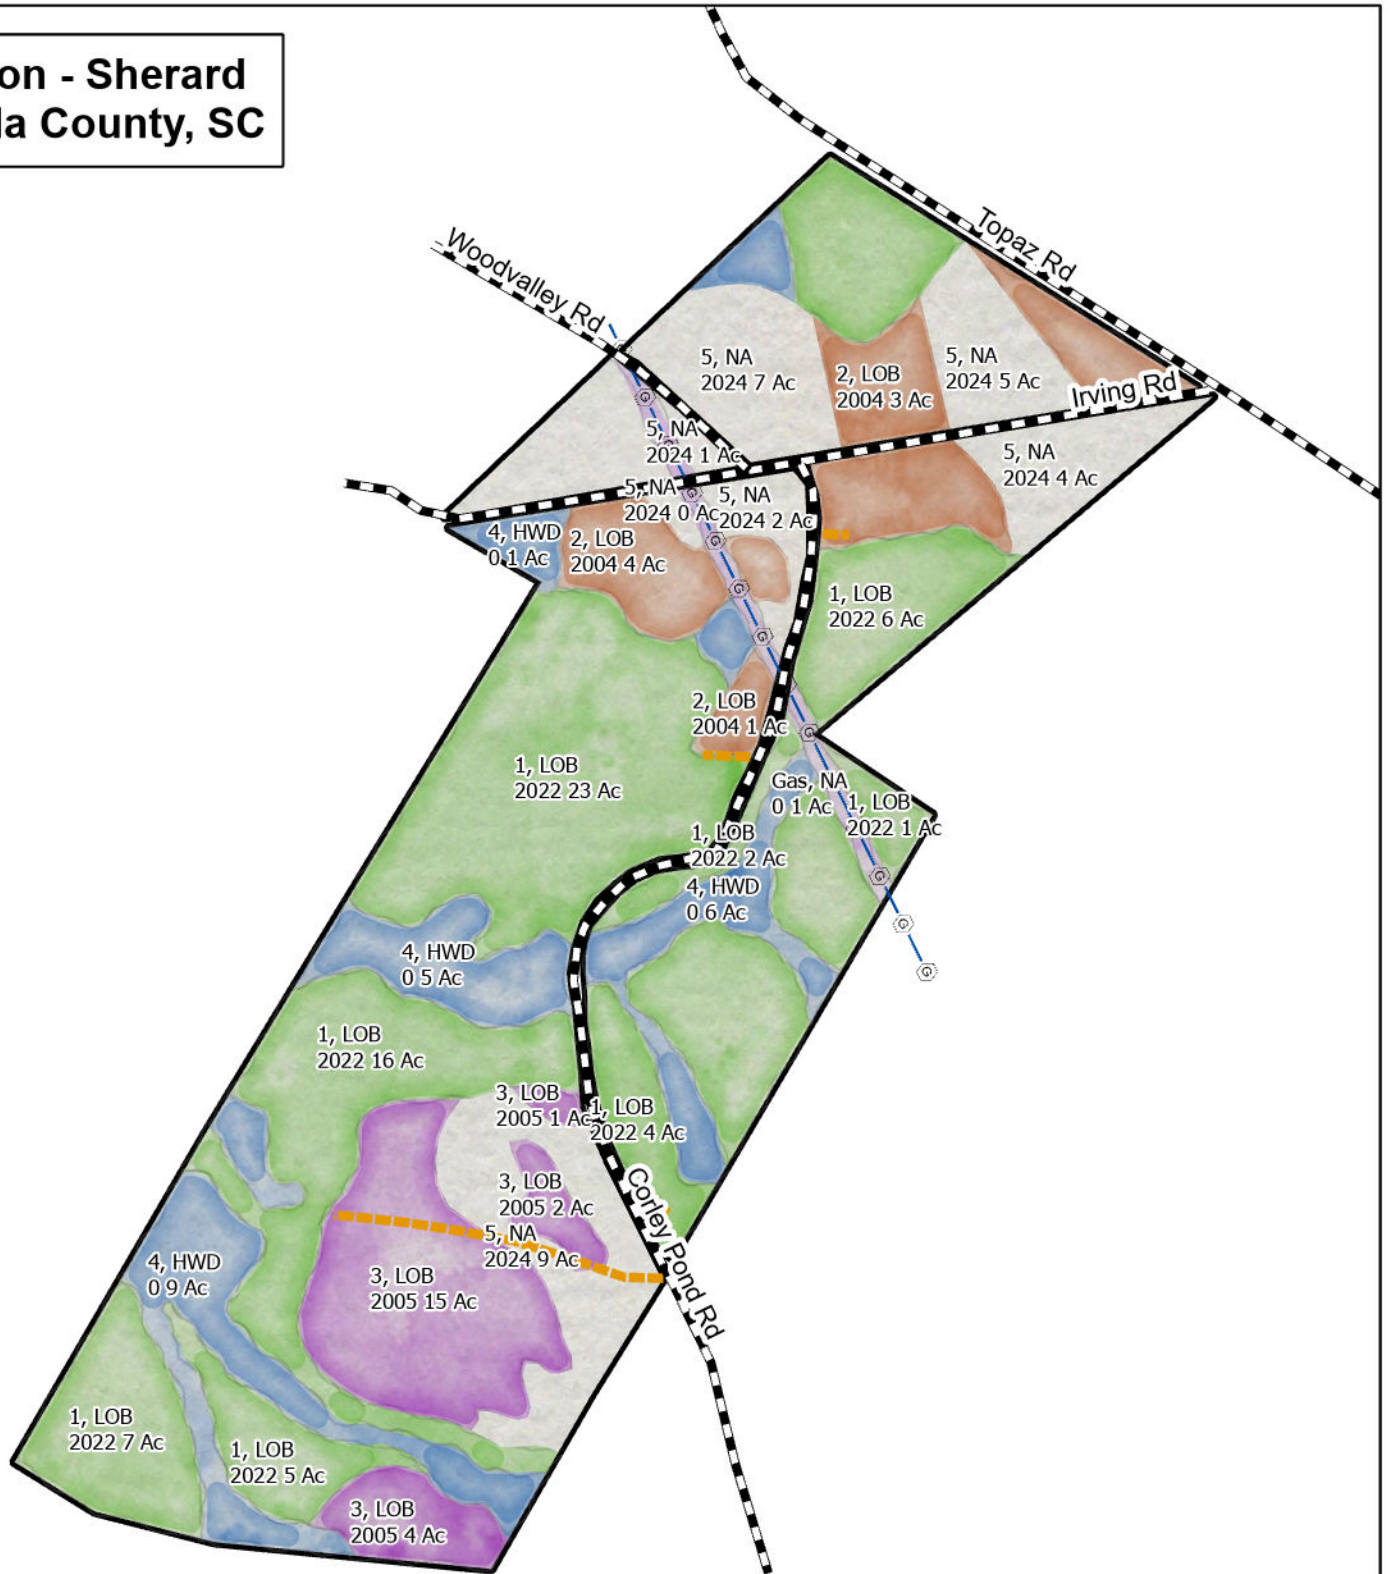 on - Sherard
la County, SC
Topaz Rd
Woodvalley Rd
5, NA
2024 7 Ac
2, LOB
2004 3 Ac
5, NA
2024 5 Ac
Irving Rd
5, NA
2024 1 Ac
5, NA
2024 4 Ac
5, NA
2024 0 Ac
5, NA
2024 2 Ac
4, HWD
0 1 Ac
2, LOB
2004 4 Ac
G
G
G
G
G
G
1, LOB
2022 6 Ac
2, LOB
2004 1 Ac
G
1, LOB
2022 23 Ac
Gas, NA
0 1 Ac
1, LOB
2022 1 Ac
1, LOB
2022 2 Ac
4, HWD
0 6 Ac
G
G
G
4, HWD
0 5 Ac
1, LOB
2022 16 Ac
3, LOB
2005 1 Ac
1, LOB
2022 4 Ac
3, LOB
2005 2 Ac
Corley Pond Rd
5, NA
2024 9 Ac
4, HWD
0 9 Ac
3, LOB
2005 15 Ac
1, LOB
2022 7 Ac
1, LOB
2022 5 Ac
3, LOB
2005 4 Ac